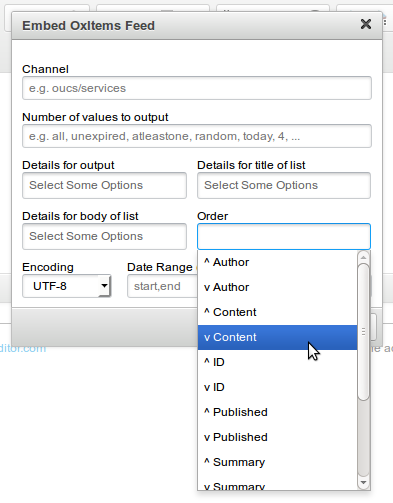 Embed OxItems Feed
Channel
e.g. oucs/services
Number of values to output
e.g. all, unexpired, atleastone, random, today, 4, ...
Details for output
Details for title of list
Select Some Options
Select Some Options
Details for body of list
Order
Select Some Options
^ Author
Encoding
Date Range
UTF-8
start,end
v Author
^ Content
v Content
ditor.com
^ ID
v ID
^ Published
v Published
^ Summary
v Summary